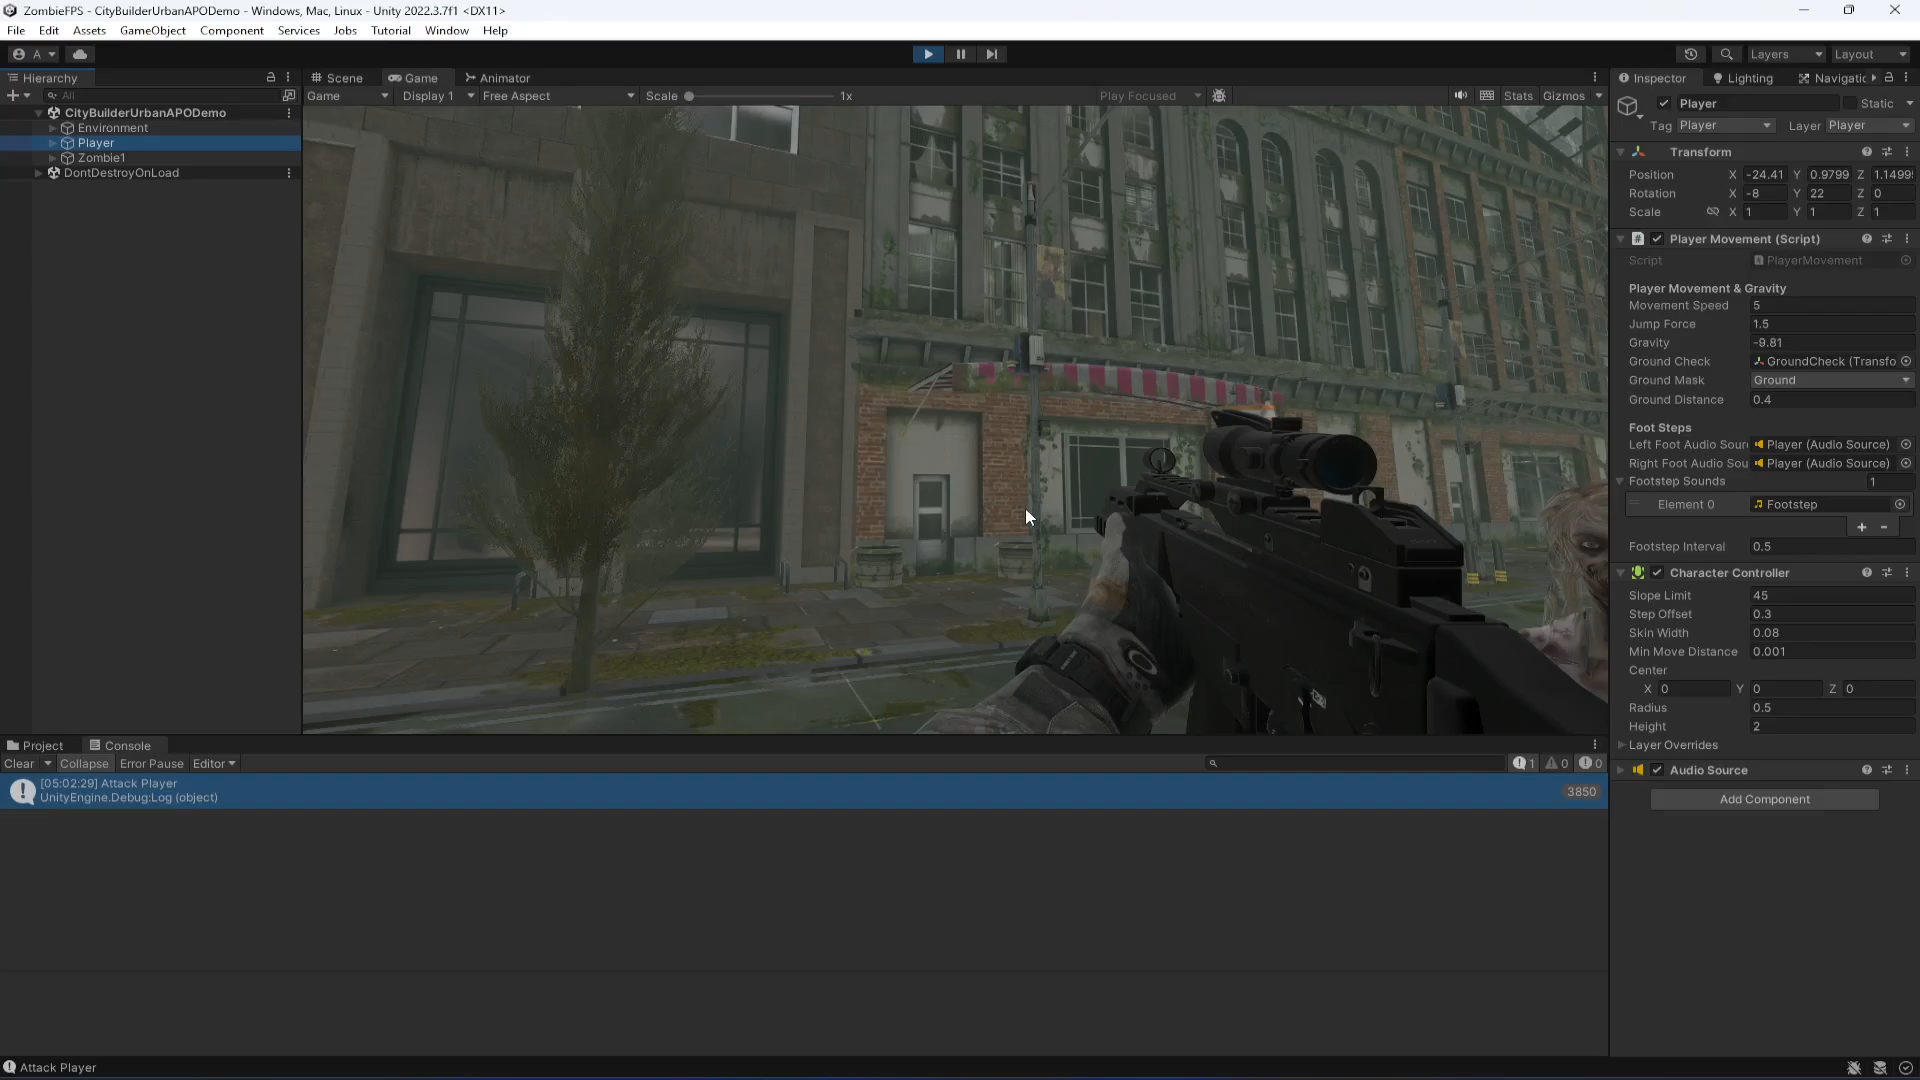 ZombieFPS - CityBuilderUrbanAPODemo - Windows, Mac, Linux - Unity 2022.3.7f1 <DX11>
File Edit Assets GameObject Component Services Jobs Tutorial Window Help
A
Layers Layout
Hierarchy
All
CityBuilderUrbanAPODemo
Environment
Player
Zombie1
DontDestroyOnLoad
Scene Game Animator
Game Display 1 Free Aspect Scale 1x Play Focused Stats Gizmos
Inspector Lighting Navigatic
Player Static
Tag Player Layer Player
Transform
Position X -24.41 Y 0.9799 Z 1.1499
Rotation X -8 Y 22 Z 0
Scale X 1 Y 1 Z 1
Player Movement (Script)
Script PlayerMovement
Player Movement & Gravity
Movement Speed 5
Jump Force 1.5
Gravity -9.81
Ground Check GroundCheck (Transfo
Ground Mask Ground
Ground Distance 0.4
Foot Steps
Left Foot Audio Sour Player (Audio Source)
Right Foot Audio Sou Player (Audio Source)
Footstep Sounds 1
Element 0 Footstep
+ -
Footstep Interval 0.5
Character Controller
Slope Limit 45
Step Offset 0.3
Skin Width 0.08
Min Move Distance 0.001
Center
X 0 Y 0 Z 0
Radius 0.5
Height 2
Layer Overrides
Audio Source
Add Component
Project Console
Clear Collapse Error Pause Editor 1 0 0
[05:02:29] Attack Player
UnityEngine.Debug:Log (object)
3850
Attack Player